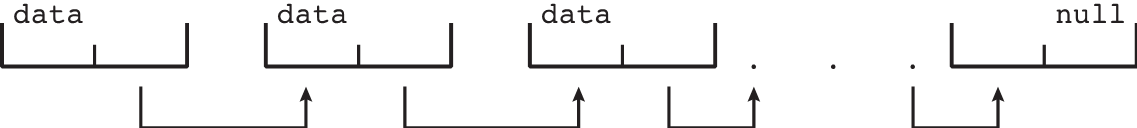 data data data null
. . .